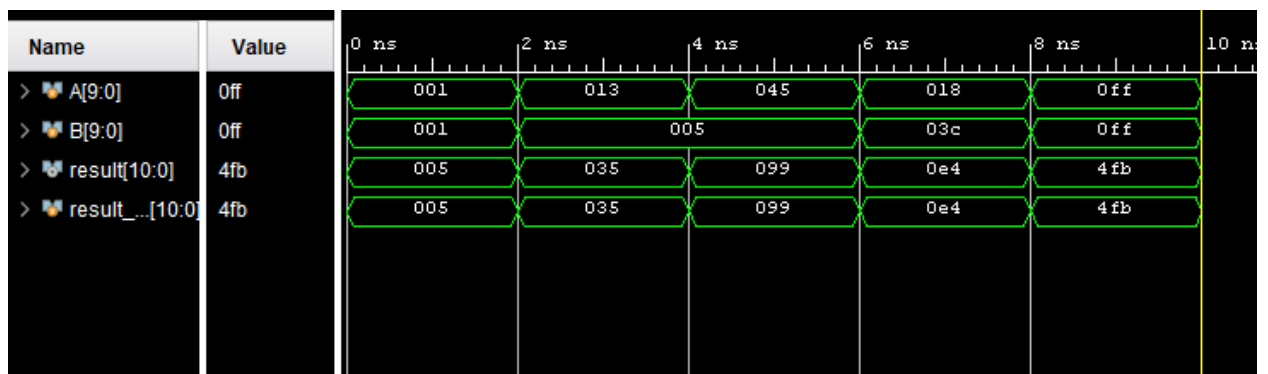 Name Value 0 ns 2 ns 4 ns 6 ns 8 ns 10 n
> A[9:0] 0ff 001 013 045 018 0ff
> B[9:0] 0ff 001 005 03c 0ff
> result[10:0] 4fb 005 035 099 0e4 4fb
> result_...[10:0] 4fb 005 035 099 0e4 4fb